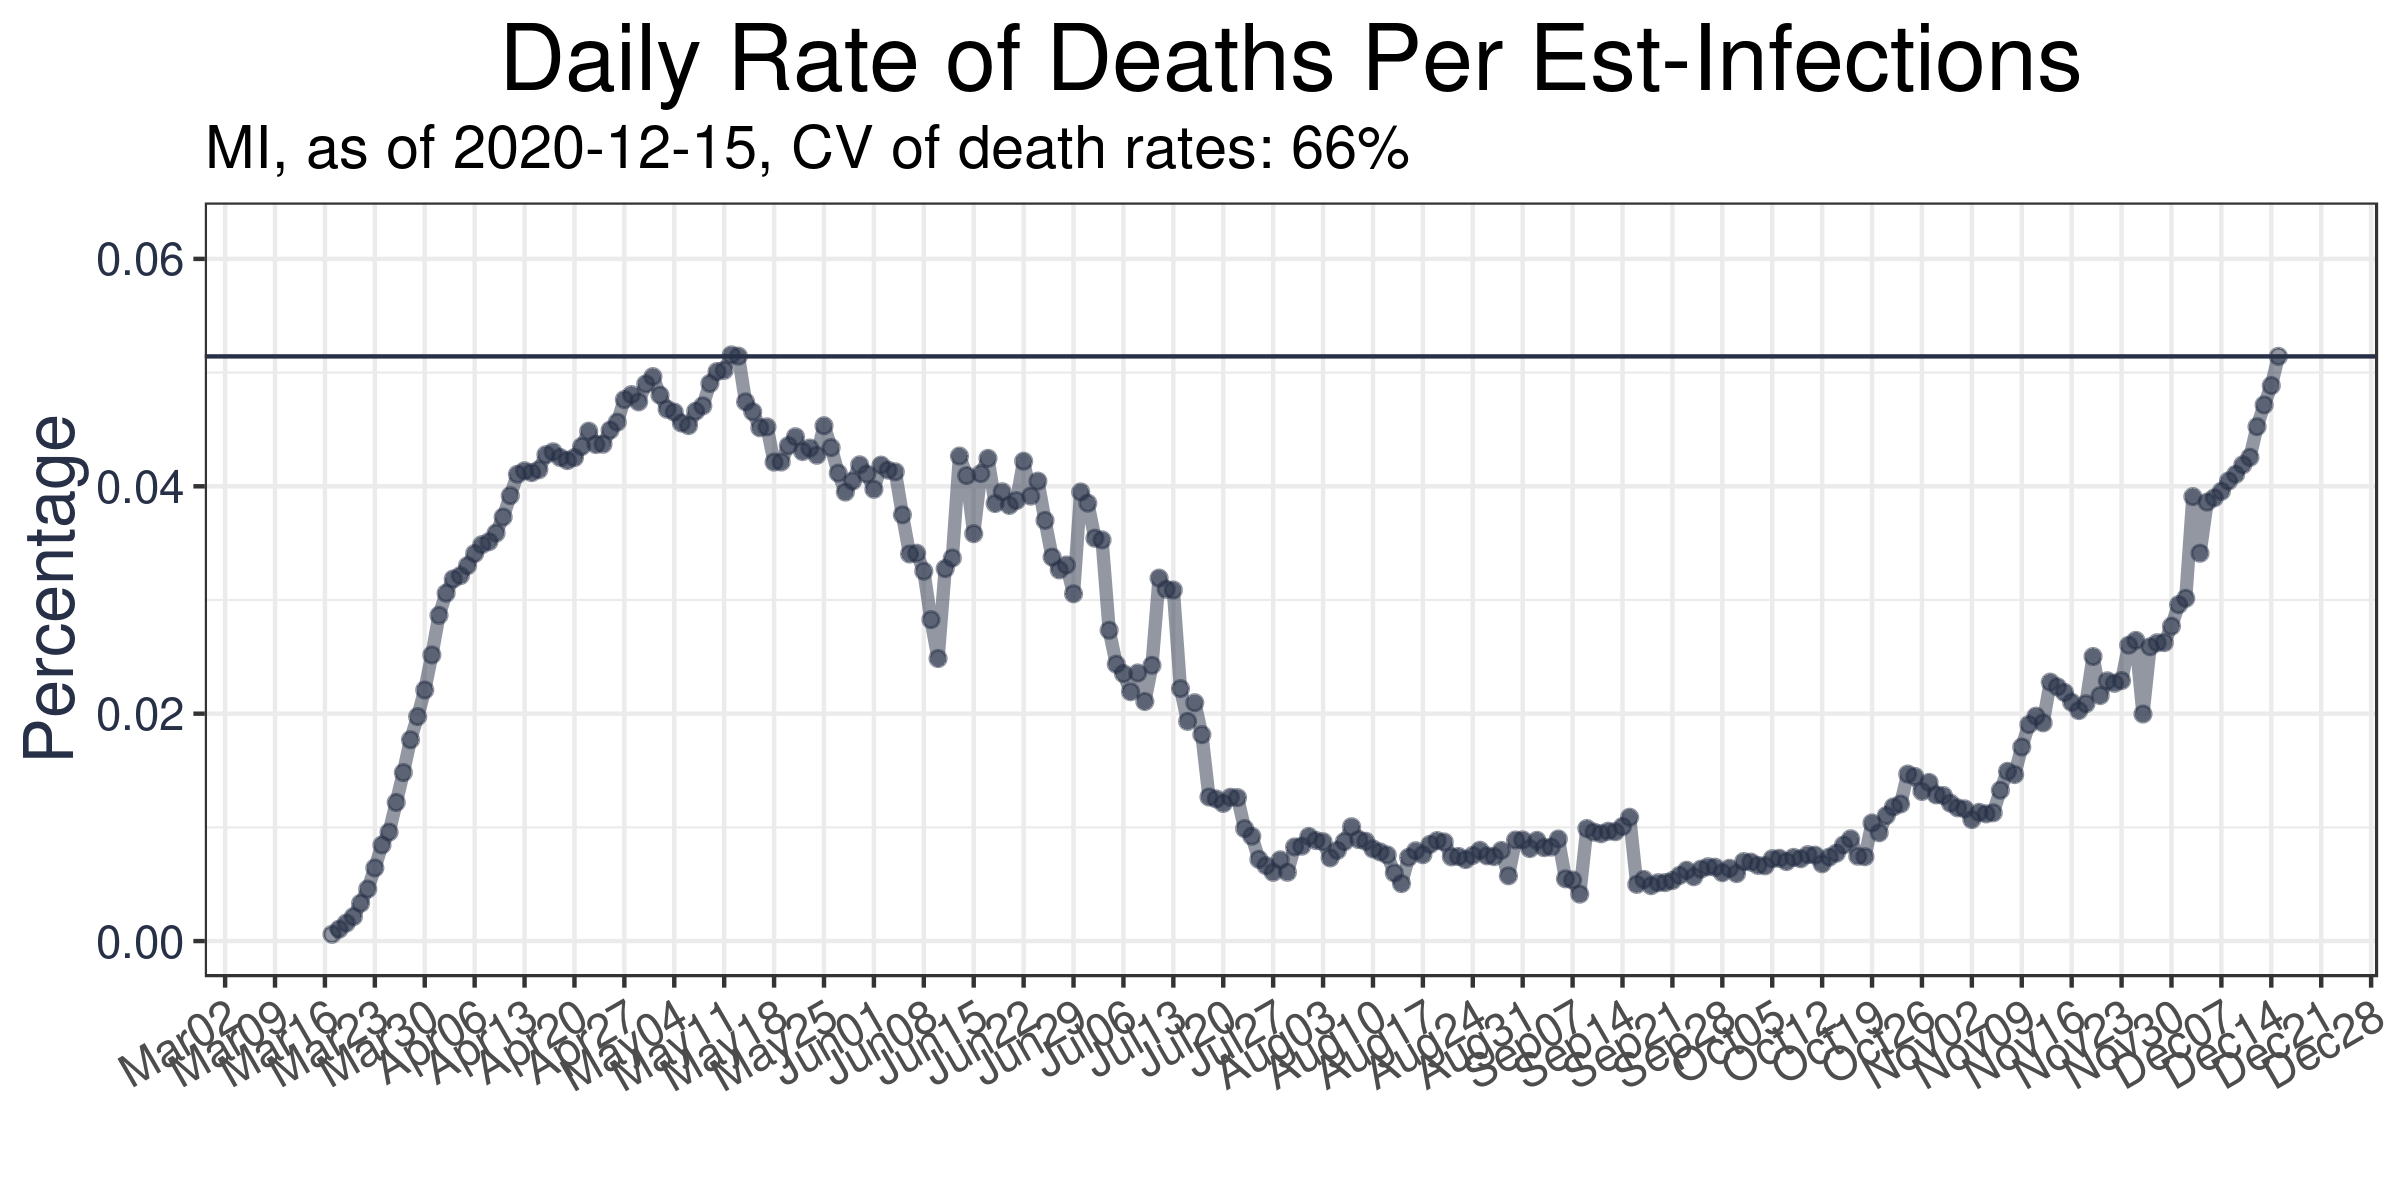 Daily Rate of Deaths Per Est-Infections
MI, as of 2020-12-15, CV of death rates: 66%
Percentage
0.06
0.04
0.02
0.00
Mar02
Mar09
Mar16
Mar23
Mar30
Apr06
Apr13
Apr20
Apr27
May04
May11
May18
May25
Jun01
Jun08
Jun15
Jun22
Jun29
Jul06
Jul13
Jul20
Jul27
Aug03
Aug10
Aug17
Aug24
Aug31
Sep07
Sep14
Sep21
Sep28
Oct05
Oct12
Oct19
Oct26
Nov02
Nov09
Nov16
Nov23
Nov30
Dec07
Dec14
Dec21
Dec28